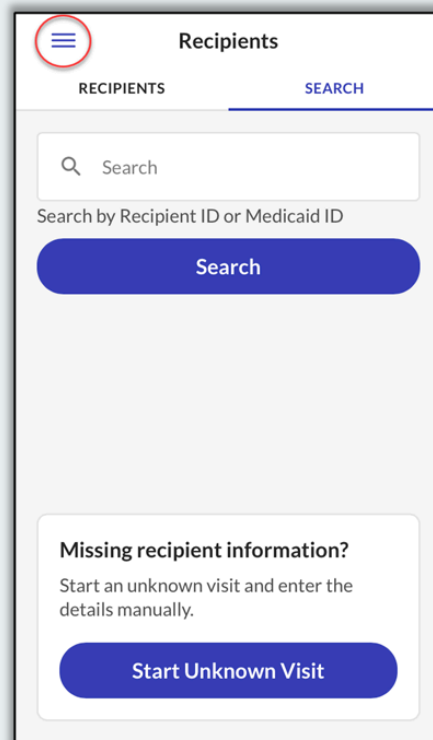 Recipients
RECIPIENTS SEARCH
Search
Search by Recipient ID or Medicaid ID
Search
Missing recipient information?
Start an unknown visit and enter the
details manually.
Start Unknown Visit